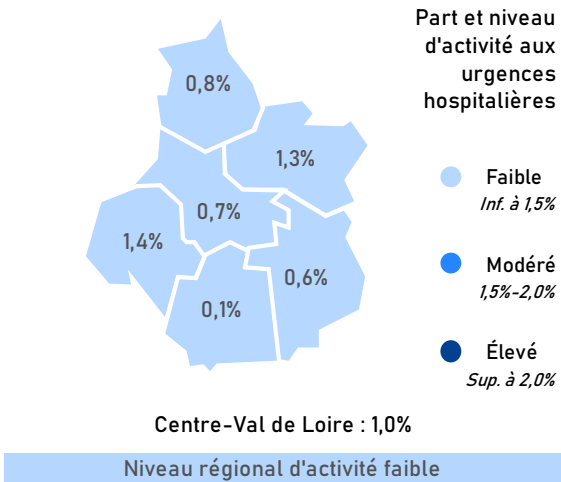 Part et niveau
d'activité aux
urgences
hospitalières
0,8%
1,3%
0,7%
1,4%
0,6%
0,1%
Faible
Inf. à 1,5%
Modéré
1,5%-2,0%
Élevé
Sup. à 2,0%
Centre-Val de Loire : 1,0%
Niveau régional d'activité faible